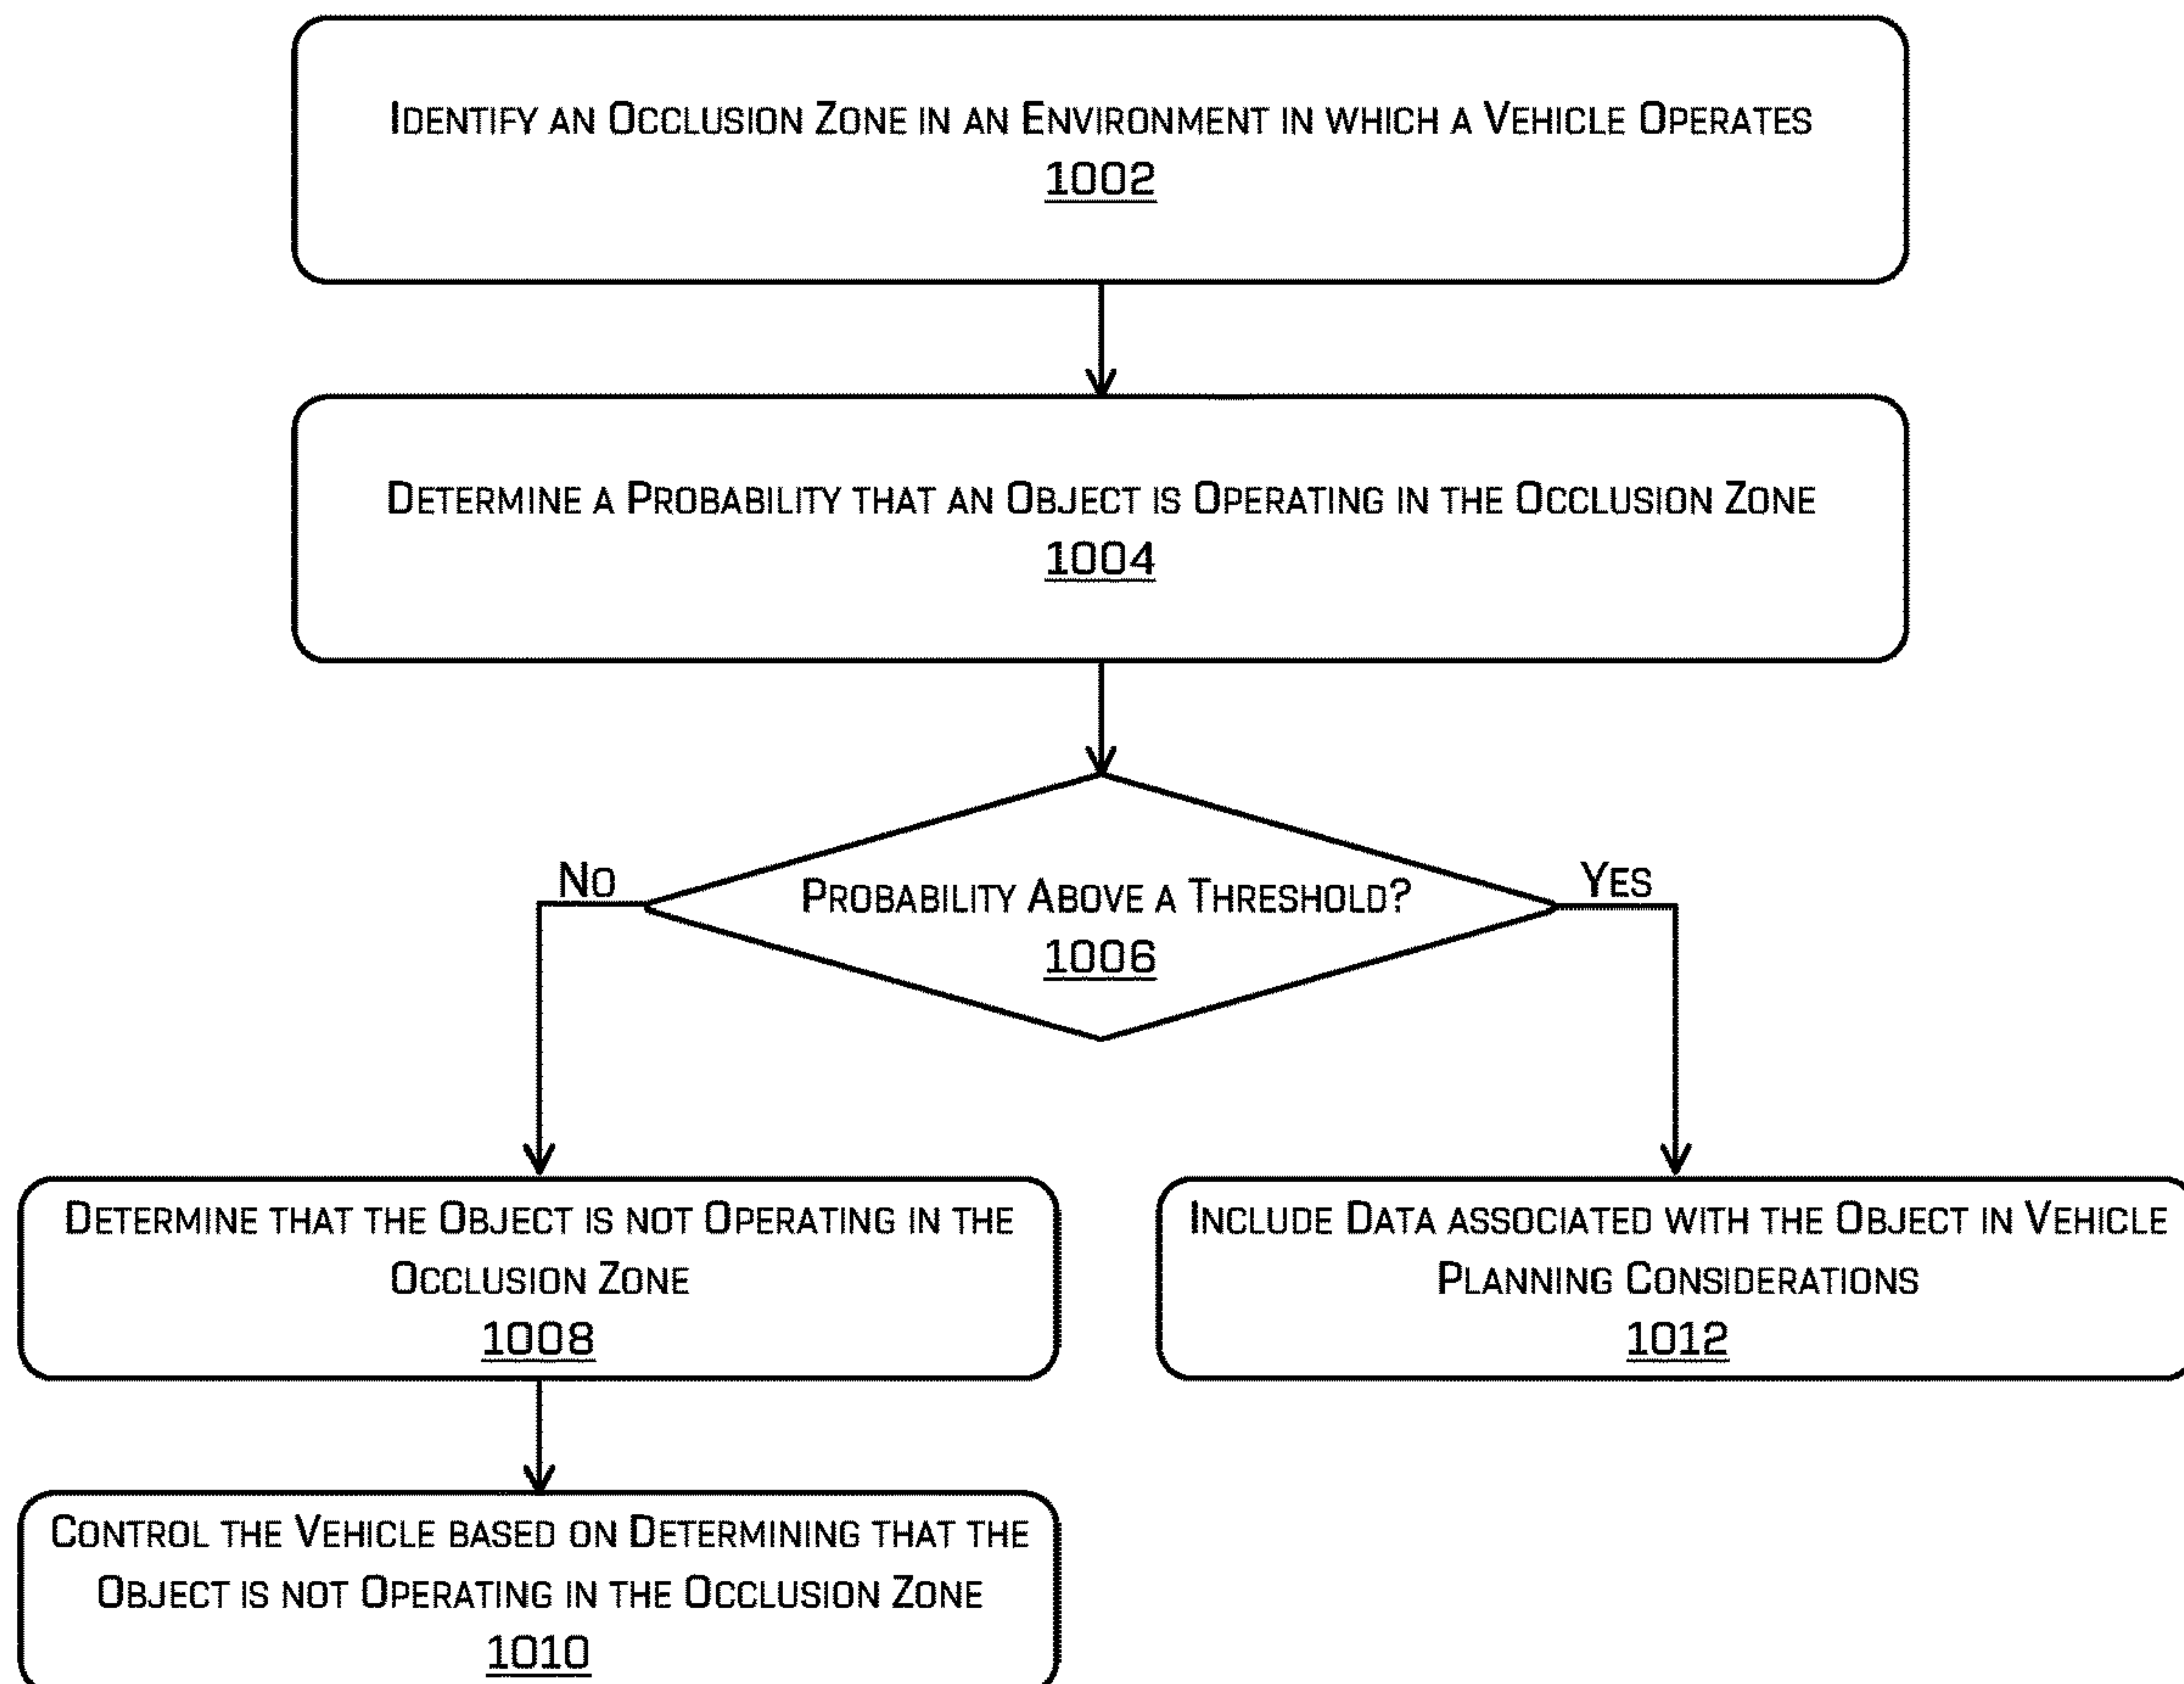 Identify an Occlusion Zone in an Environment in which a Vehicle Operates
1002
Determine a Probability that an Object is Operating in the Occlusion Zone
1004
Probability Above a Threshold?
1006
No
Yes
Determine that the Object is not Operating in the
Occlusion Zone
1008
Include Data associated with the Object in Vehicle
Planning Considerations
1012
Control the Vehicle based on Determining that the
Object is not Operating in the Occlusion Zone
1010